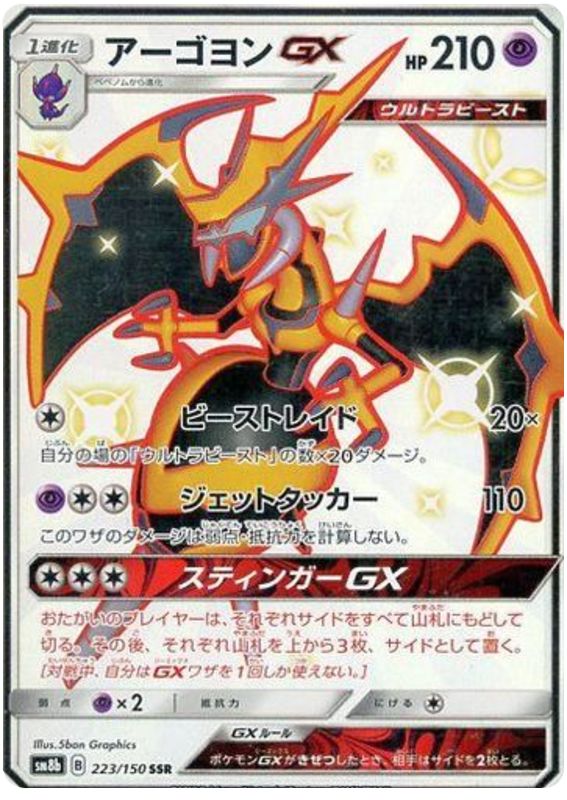 1進化 アーゴヨンGX HP210
ベベノムから進化
ウルトラビースト
ビーストレイド 20×
自分の場の「ウルトラビースト」の数×20ダメージ。
ジェットタッカー 110
このワザのダメージは弱点・抵抗力を計算しない。
スティンガーGX
おたがいのプレイヤーは、それぞれサイドをすべて山札にもどして
切る。その後、それぞれ山札を上から3枚、サイドとして置く。
[対戦中、自分はGXワザを1回しか使えない。]
弱点 ×2 抵抗力 にげる
Illus.5ban Graphics
GXルール
SM8b B 223/150 SSR
ポケモンGXがきぜつしたとき、相手はサイドを2枚とる。